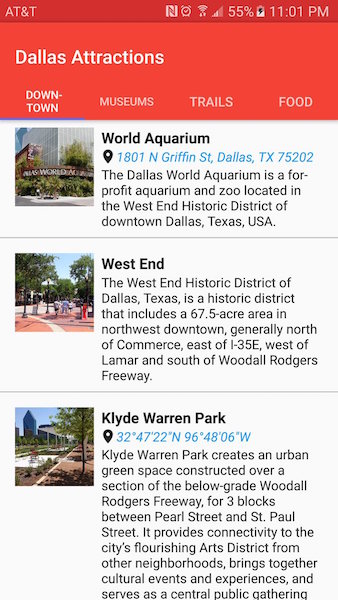 AT&T 55% 11:01 PM
Dallas Attractions
DOWN-
TOWN
MUSEUMS
TRAILS
FOOD
World Aquarium
1801 N Griffin St, Dallas, TX 75202
The Dallas World Aquarium is a for-
profit aquarium and zoo located in
the West End Historic District of
downtown Dallas, Texas, USA.
West End
The West End Historic District of
Dallas, Texas, is a historic district
that includes a 67.5-acre area in
northwest downtown, generally north
of Commerce, east of I-35E, west of
Lamar and south of Woodall Rodgers
Freeway.
Klyde Warren Park
32°47'22"N 96°48'06"W
Klyde Warren Park creates an urban
green space constructed over a
section of the below-grade Woodall
Rodgers Freeway, for 3 blocks
between Pearl Street and St. Paul
Street. It provides connectivity to the
city's flourishing Arts District from
other neighborhoods, brings together
cultural events and experiences, and
serves as a central public gathering